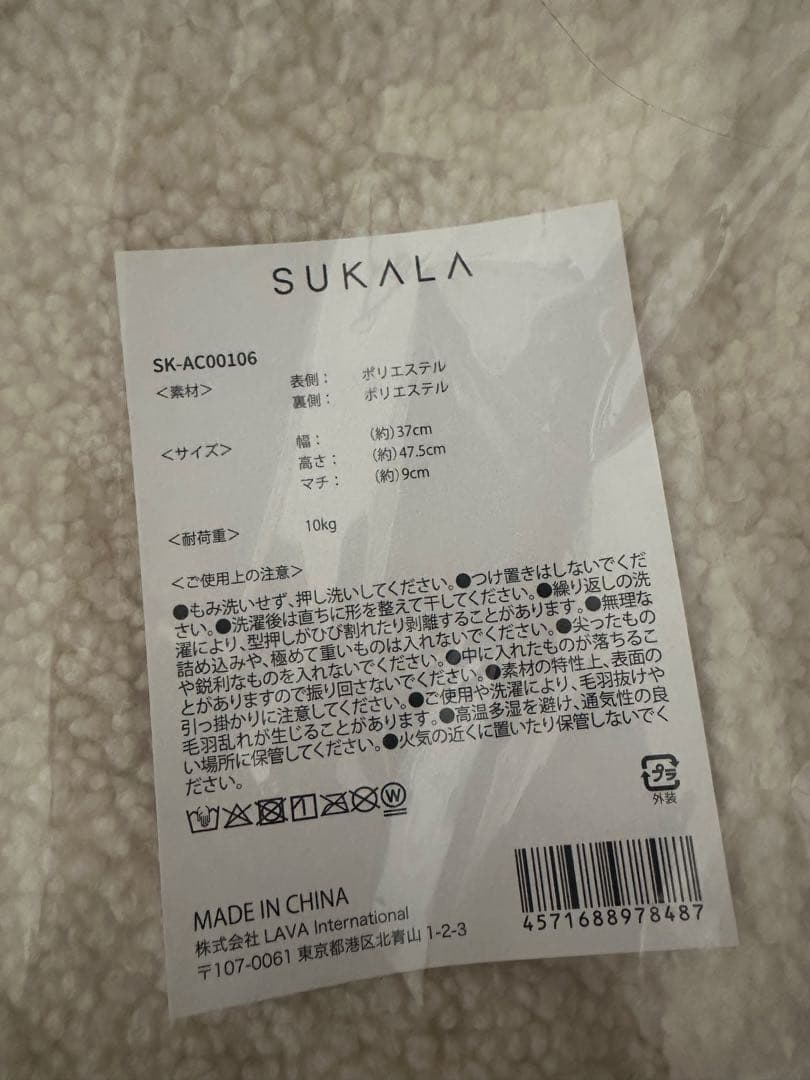 SUKALA
SK-AC00106
＜素材＞ 表側： ポリエステル
裏側： ポリエステル
＜サイズ＞ 幅： （約）37cm
高さ： （約）47.5cm
マチ： （約）9cm
＜耐荷重＞ 10kg
＜ご使用上の注意＞
●もみ洗いせず、押し洗いしてください。●つけ置きはしないでくだ
さい。●洗濯後は直ちに形を整えて干してください。●繰り返しの洗
濯により、型押しがひび割れたり剥離することがあります。●無理な
詰め込みや、極めて重いものは入れないでください。●尖ったもの
や鋭利なものを入れないでください。●中に入れたものが落ちるこ
とがありますので振り回さないでください。●素材の特性上、表面の
引っ掛かりに注意してください。●ご使用や洗濯により、毛羽抜けや
毛羽乱れが生じることがあります。●高温多湿を避け、通気性の良
い場所に保管してください。●火気の近くに置いたり保管しないでく
ださい。
W
プラ
外装
MADE IN CHINA
株式会社 LAVA International
〒107-0061 東京都港区北青山 1-2-3
4571688978487